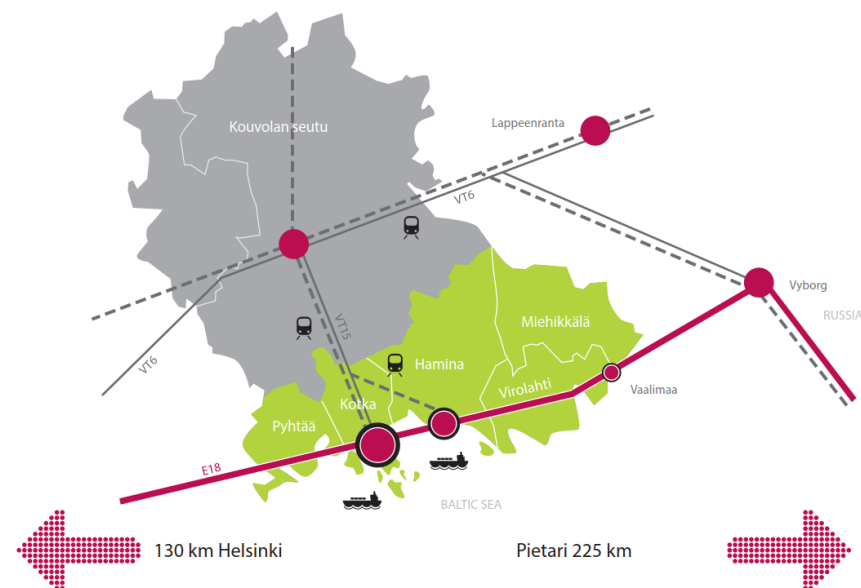 Lappeenranta
Kouvolan seutu
VT6
Vyborg
RUSSIA
Miehikkälä
VT15
Hamina
VT6
Virolahti
Vaalimaa
Kotka
Pyhtää
E18
BALTIC SEA
130 km Helsinki
Pietari 225 km